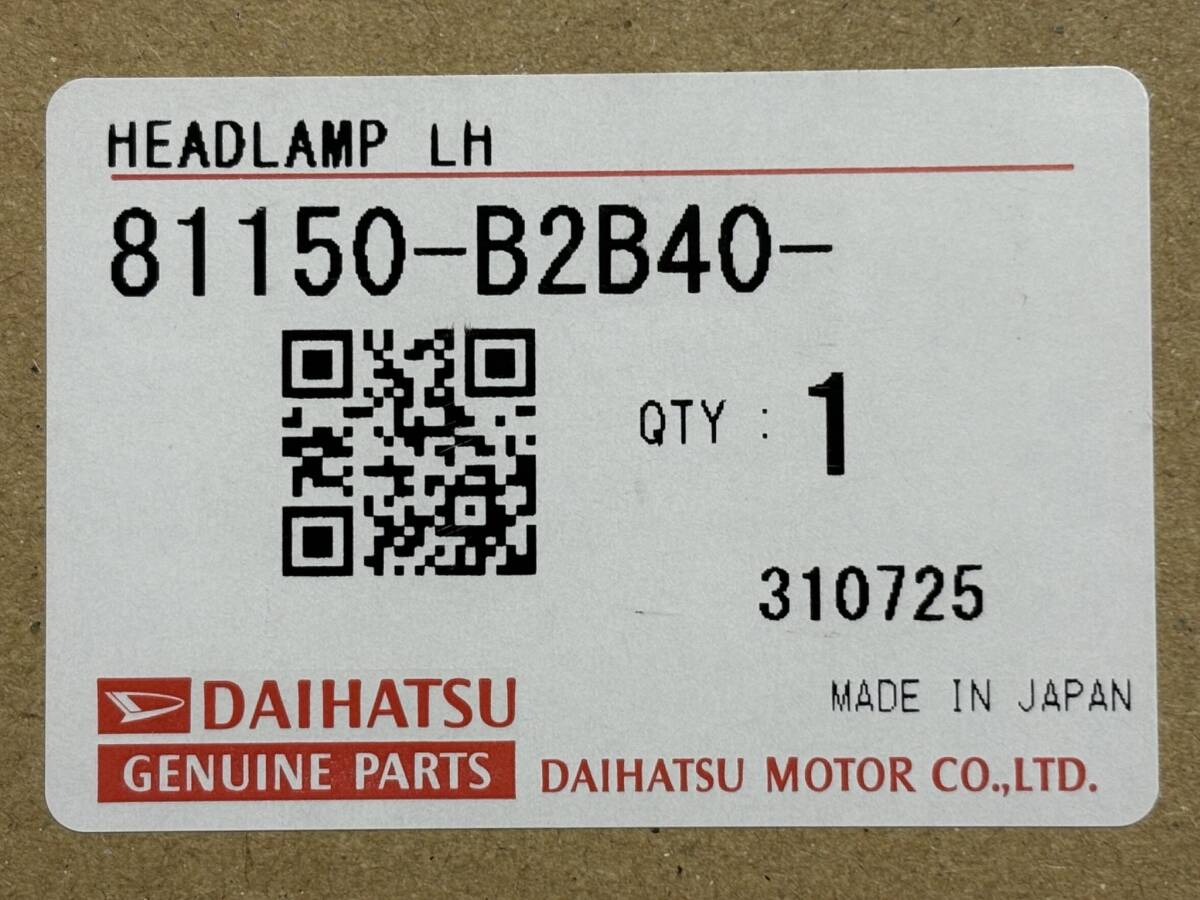 HEADLAMP LH
81150-B2B40-
QTY : 1
310725
MADE IN JAPAN
DAIHATSU
GENUINE PARTS
DAIHATSU MOTOR CO.,LTD.